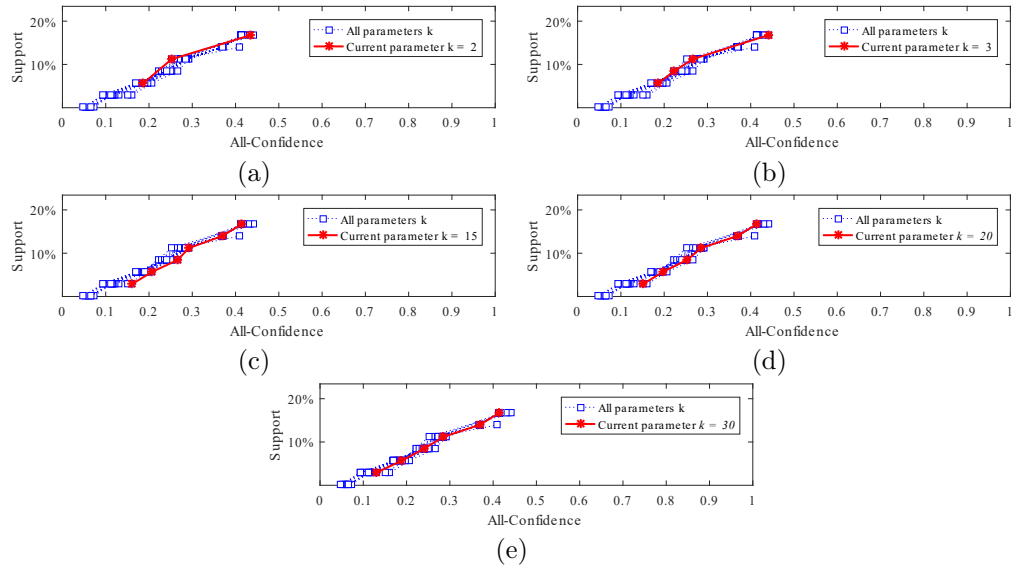 20%
10%
Support
All parameters k
Current parameter k = 2
0 0.1 0.2 0.3 0.4 0.5 0.6 0.7 0.8 0.9 1
All-Confidence
(a)
20%
10%
Support
All parameters k
Current parameter k = 3
0 0.1 0.2 0.3 0.4 0.5 0.6 0.7 0.8 0.9 1
All-Confidence
(b)
20%
10%
Support
All parameters k
Current parameter k = 15
0 0.1 0.2 0.3 0.4 0.5 0.6 0.7 0.8 0.9 1
All-Confidence
(c)
20%
10%
Support
All parameters k
Current parameter k = 20
0 0.1 0.2 0.3 0.4 0.5 0.6 0.7 0.8 0.9 1
All-Confidence
(d)
20%
10%
Support
All parameters k
Current parameter k = 30
0 0.1 0.2 0.3 0.4 0.5 0.6 0.7 0.8 0.9 1
All-Confidence
(e)